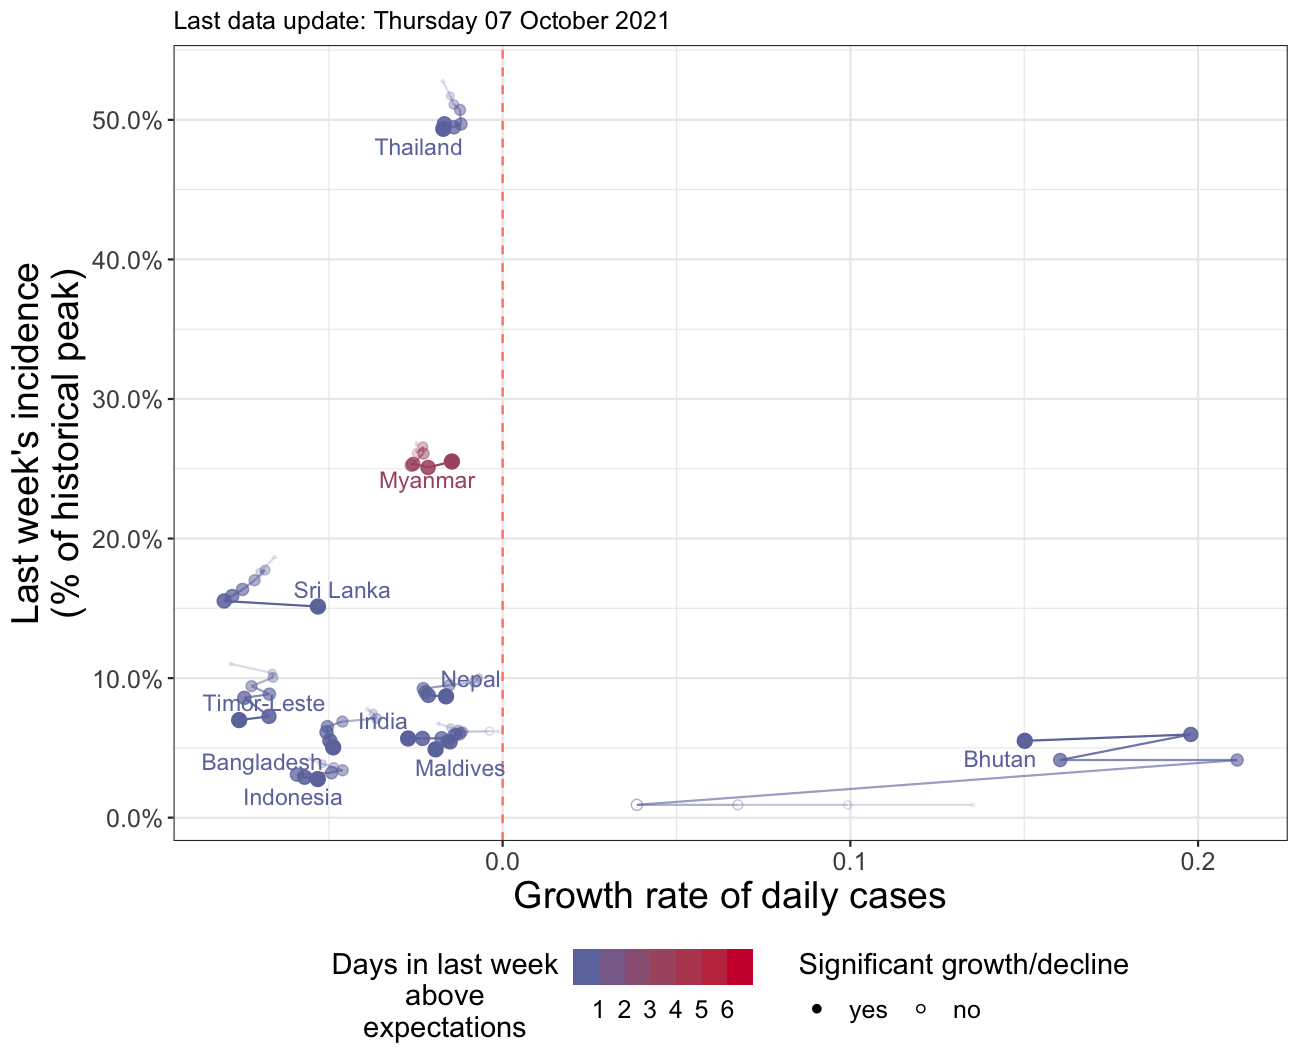 Last data update: Thursday 07 October 2021
Last week's incidence
(% of historical peak)
50.0%
40.0%
30.0%
20.0%
10.0%
0.0%
Thailand
Myanmar
Sri Lanka
Nepal
Timor-Leste
India
Bangladesh
Maldives
Bhutan
Indonesia
0.0 0.1 0.2
Growth rate of daily cases
Days in last week
above
expectations
1 2 3 4 5 6
Significant growth/decline
yes no